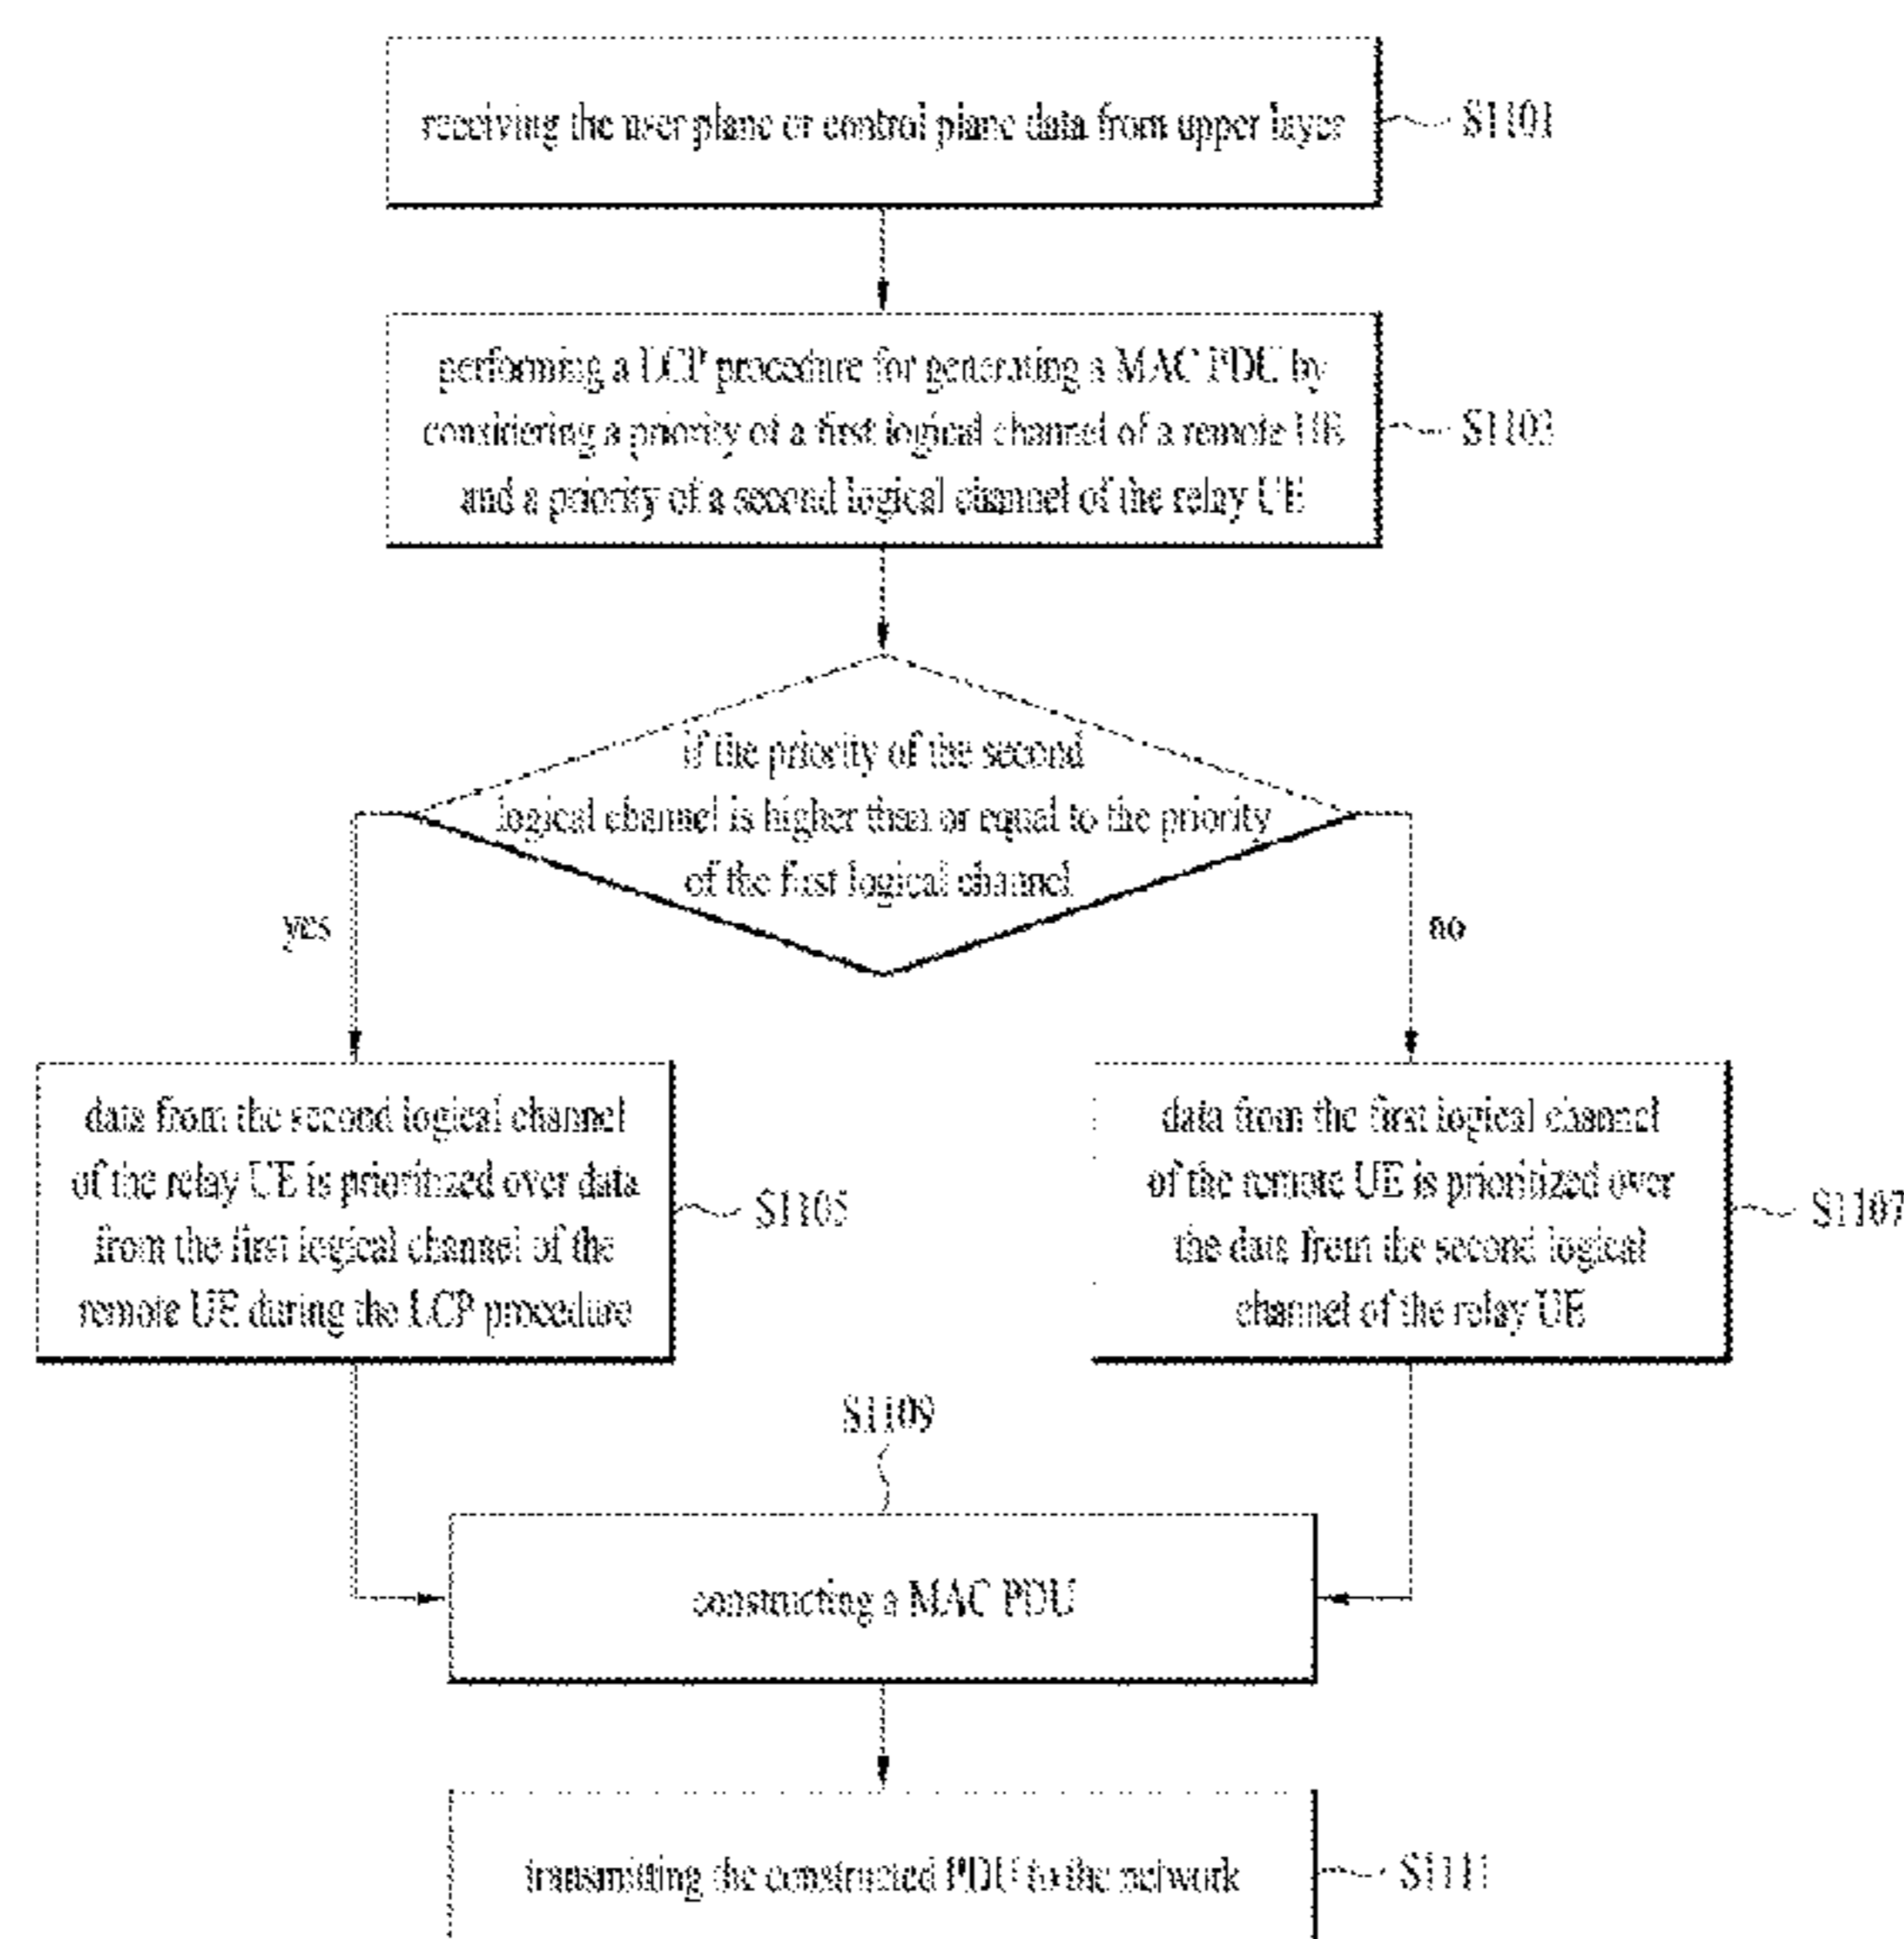 receiving the user plane or control plane data from upper layer
S1101
performing a LCP procedure for generating a MAC PDU by
considering a priority of a first logical channel of a remote UE
and a priority of a second logical channel of the relay UE
S1103
if the priority of the second
logical channel is higher than or equal to the priority
of the first logical channel
yes
no
data from the second logical channel
of the relay UE is prioritized over data
from the first logical channel of the
remote UE during the LCP procedure
S1105
data from the first logical channel
of the remote UE is prioritized over
the data from the second logical
channel of the relay UE
S1107
S1109
constructing a MAC PDU
transmitting the constructed PDU to the network
S1111